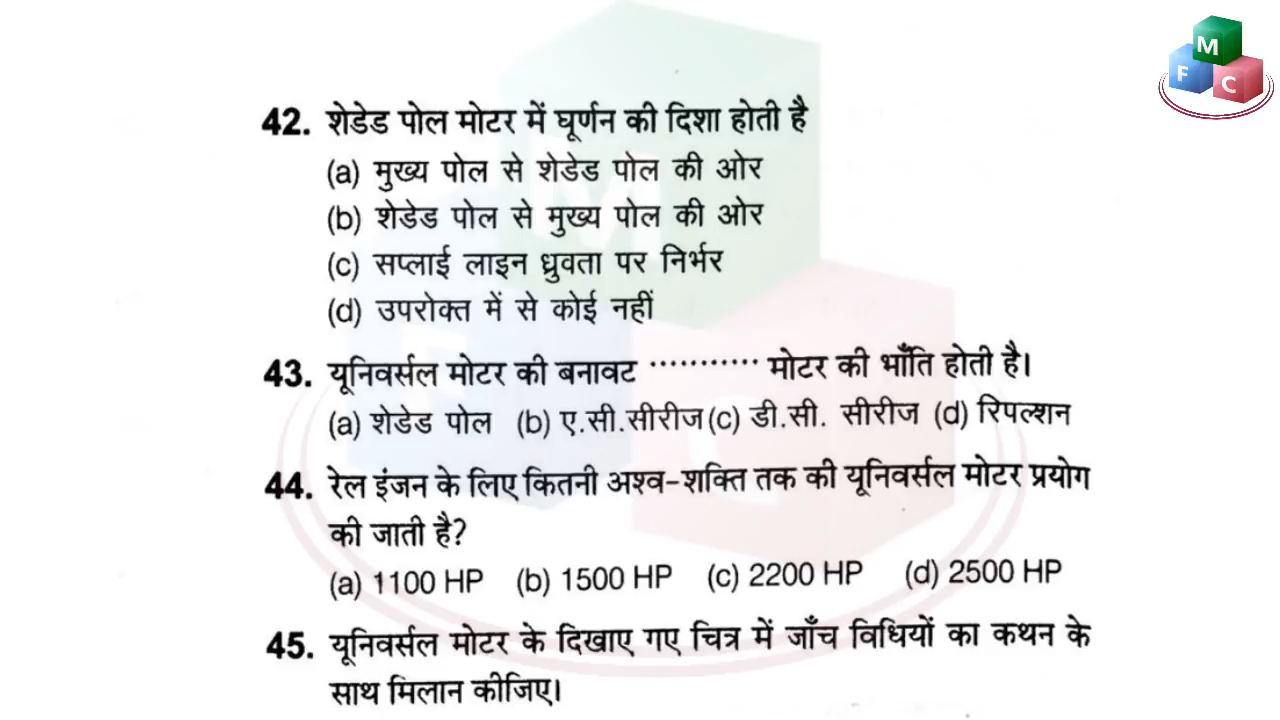 M
F C
42. शेडेड पोल मोटर में घूर्णन की दिशा होती है
(a) मुख्य पोल से शेडेड पोल की ओर
(b) शेडेड पोल से मुख्य पोल की ओर
(c) सप्लाई लाइन ध्रुवता पर निर्भर
(d) उपरोक्त में से कोई नहीं
43. यूनिवर्सल मोटर की बनावट ........... मोटर की भाँति होती है।
(a) शेडेड पोल (b) ए.सी.सीरीज (c) डी.सी. सीरीज (d) रिपल्शन
44. रेल इंजन के लिए कितनी अश्व-शक्ति तक की यूनिवर्सल मोटर प्रयोग
की जाती है?
(a) 1100 HP (b) 1500 HP (c) 2200 HP (d) 2500 HP
45. यूनिवर्सल मोटर के दिखाए गए चित्र में जाँच विधियों का कथन के
साथ मिलान कीजिए।